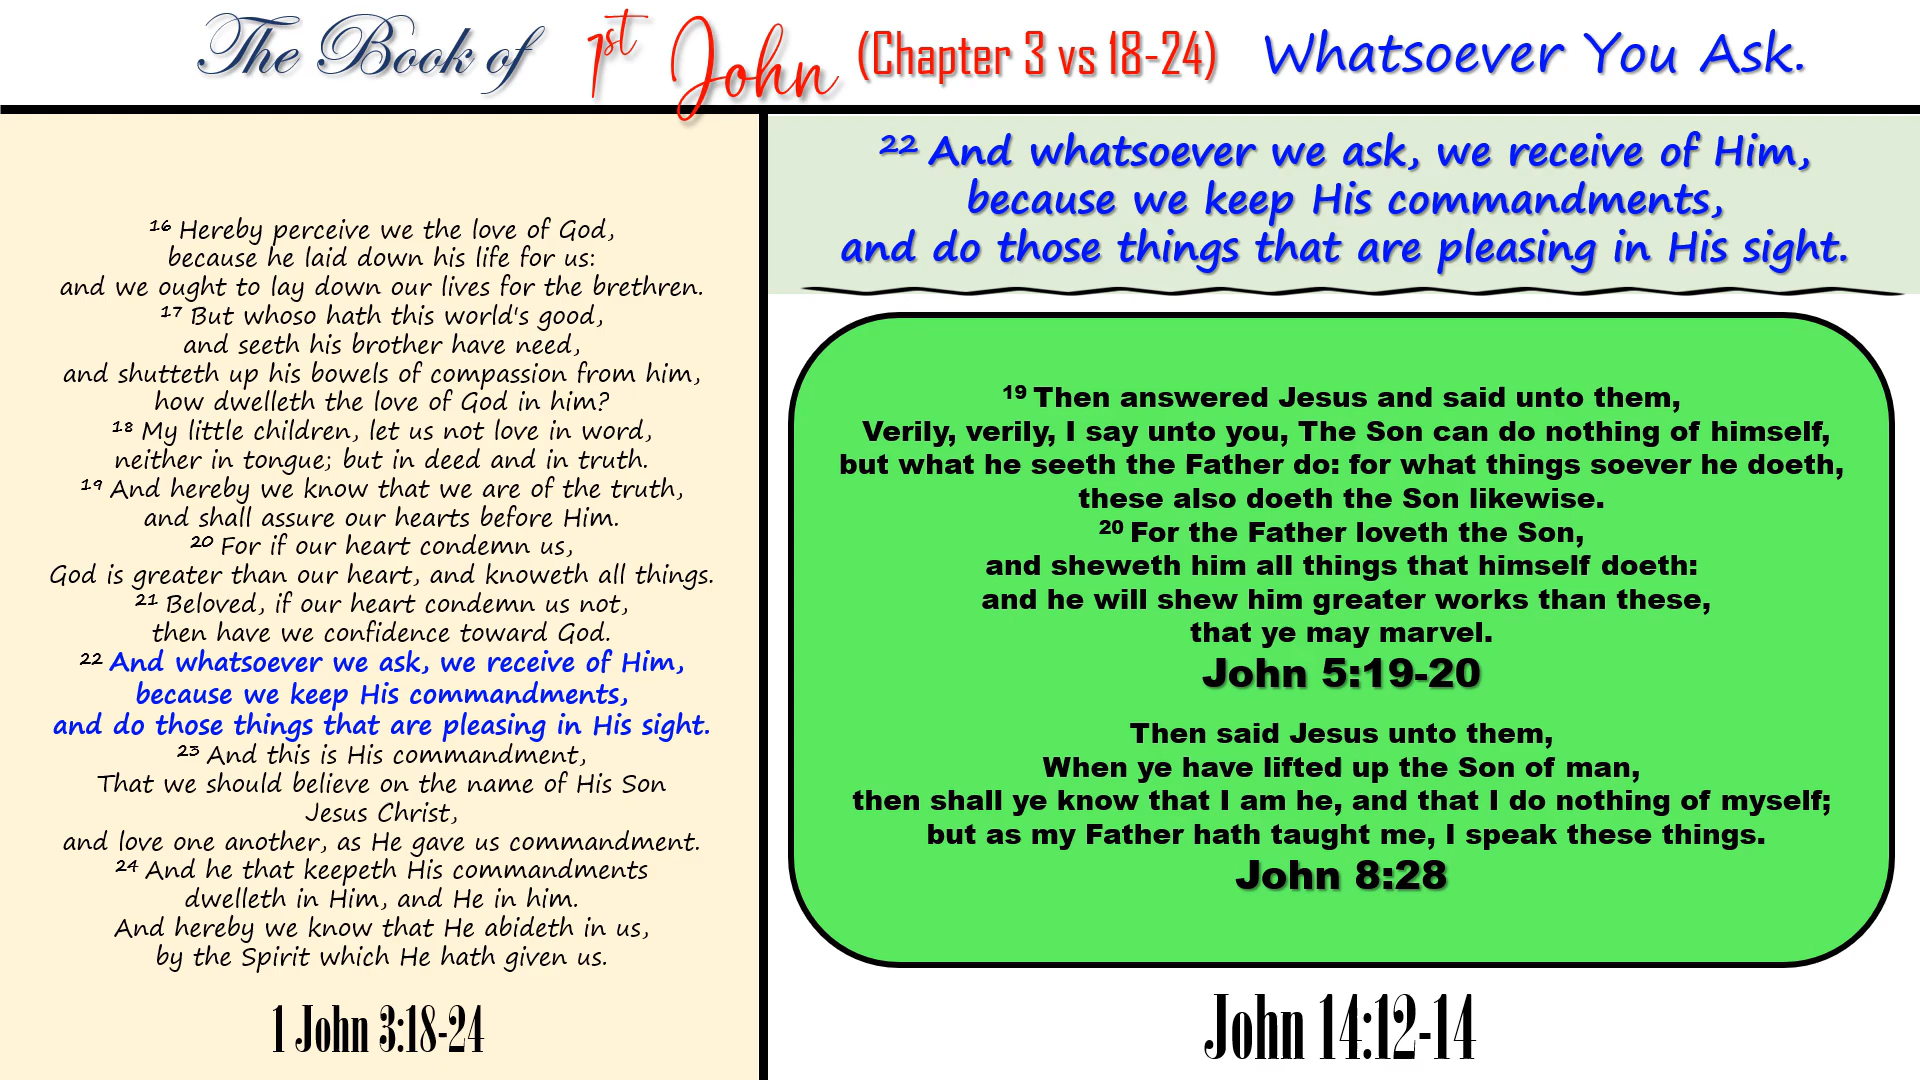 The Book of 1st John (Chapter 3 vs 18-24) Whatsoever You Ask.
16 Hereby perceive we the love of God,
because he laid down his life for us:
and we ought to lay down our lives for the brethren.
17 But whoso hath this world's good,
and seeth his brother have need,
and shutteth up his bowels of compassion from him,
how dwelleth the love of God in him?
18 My little children, let us not love in word,
neither in tongue; but in deed and in truth.
19 And hereby we know that we are of the truth,
and shall assure our hearts before Him.
20 For if our heart condemn us,
God is greater than our heart, and knoweth all things.
21 Beloved, if our heart condemn us not,
then have we confidence toward God.
22 And whatsoever we ask, we receive of Him,
because we keep His commandments,
and do those things that are pleasing in His sight.
23 And this is His commandment,
That we should believe on the name of His Son
Jesus Christ,
and love one another, as He gave us commandment.
24 And he that keepeth His commandments
dwelleth in Him, and He in him.
And hereby we know that He abideth in us,
by the Spirit which He hath given us.
1 John 3:18-24
22 And whatsoever we ask, we receive of Him,
because we keep His commandments,
and do those things that are pleasing in His sight.
19 Then answered Jesus and said unto them,
Verily, verily, I say unto you, The Son can do nothing of himself,
but what he seeth the Father do: for what things soever he doeth,
these also doeth the Son likewise.
20 For the Father loveth the Son,
and sheweth him all things that himself doeth:
and he will shew him greater works than these,
that ye may marvel.
John 5:19-20
Then said Jesus unto them,
When ye have lifted up the Son of man,
then shall ye know that I am he, and that I do nothing of myself;
but as my Father hath taught me, I speak these things.
John 8:28
John 14:12-14